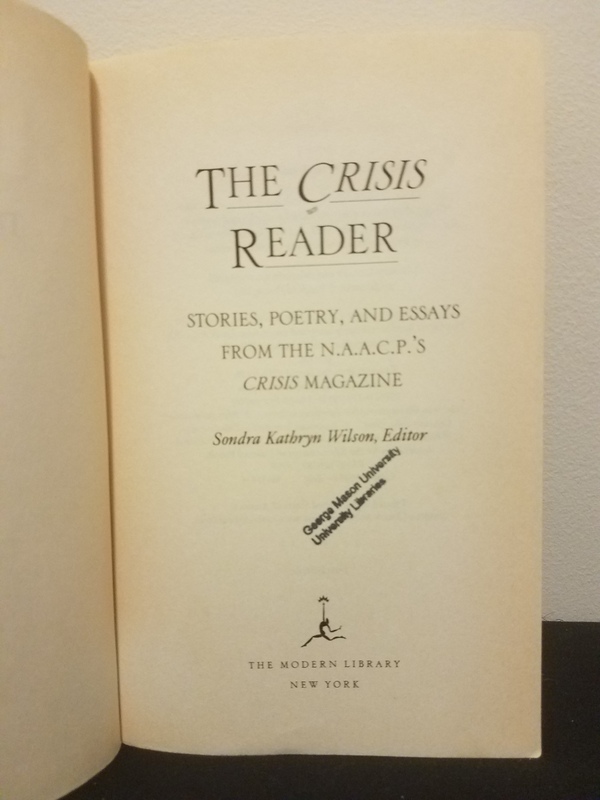 THE CRISIS
READER
STORIES, POETRY, AND ESSAYS
FROM THE N.A.A.C.P.'S
CRISIS MAGAZINE
Sondra Kathryn Wilson, Editor
George Mason University
University Libraries
THE MODERN LIBRARY
NEW YORK